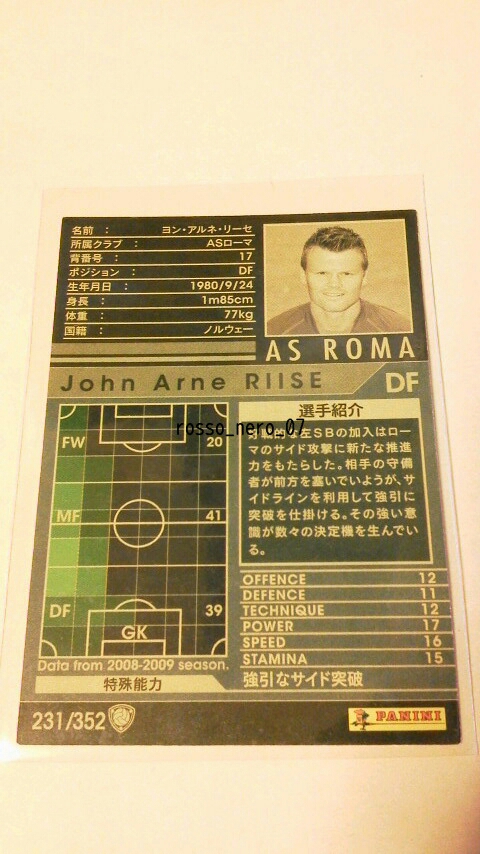 名前 : ヨン・アルネ・リーセ
所属クラブ : ASローマ
背番号 : 17
ポジション : DF
生年月日 : 1980/9/24
身長 : 1m85cm
体重 : 77kg
国籍 : ノルウェー
AS ROMA
John Arne RIISE DF
選手紹介
rosso_nero_07
左SBの加入はロー
マのサイド攻撃に新たな推進
力をもたらした。相手の守備
者が前方を塞いでいようが、サ
イドラインを利用して強引に
突破を仕掛ける。その強い意
識が数々の決定機を生んでい
る。
FW 20
MF 41
DF 39
GK
Data from 2008-2009 season.
OFFENCE 12
DEFENCE 11
TECHNIQUE 12
POWER 17
SPEED 16
STAMINA 15
特殊能力 強引なサイド突破
231/352
PANINI